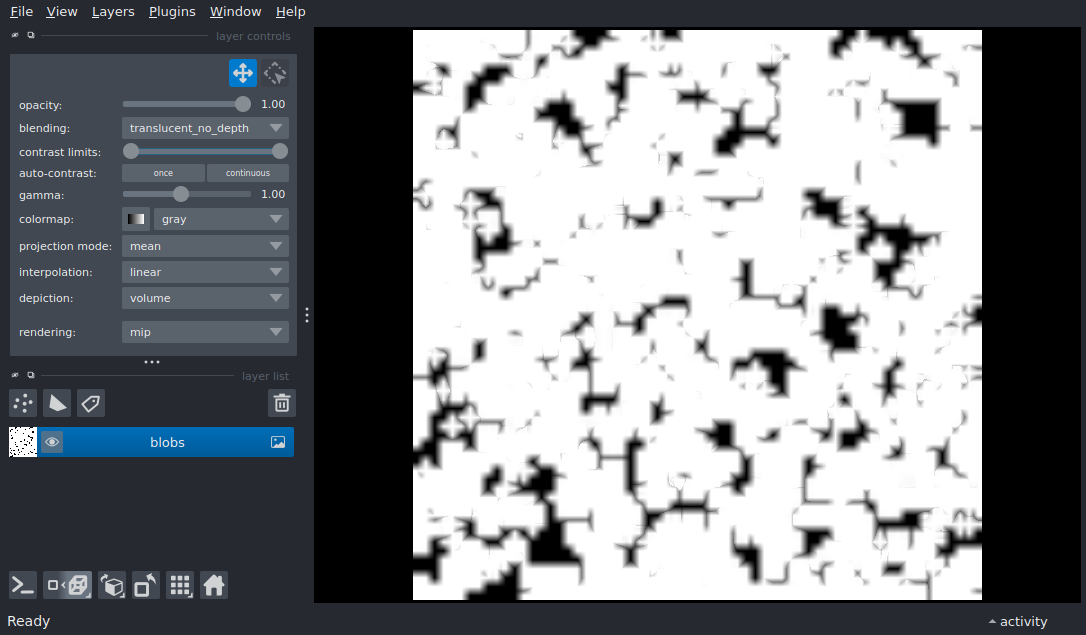 File View Layers Plugins Window Help
layer controls
opacity: 1.00
blending: translucent_no_depth
contrast limits:
auto-contrast: once continuous
gamma: 1.00
colormap: gray
projection mode: mean
interpolation: linear
depiction: volume
rendering: mip
layer list
blobs
Ready activity